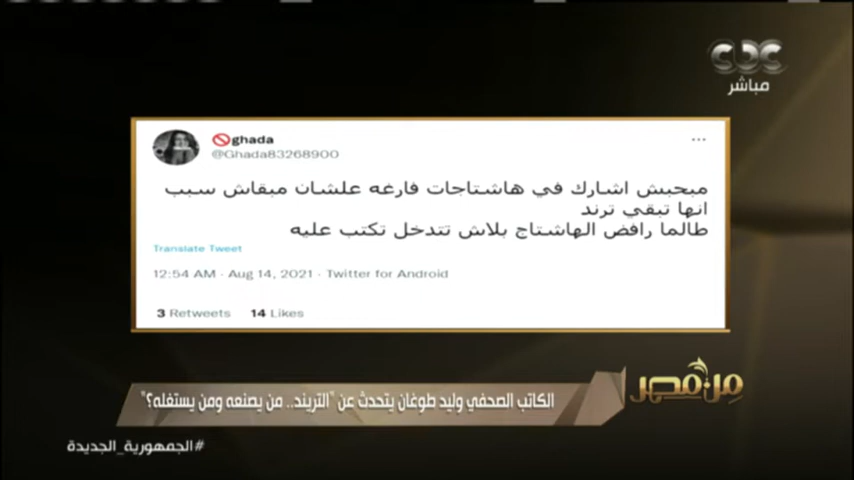 CBC
مباشر
ghada
@Ghada83268900
مبحبش اشارك في هاشتاجات فارغه علشان مبقاش سبب
انها تبقي ترند
طالما رافض الهاشتاج بلاش تتدخل تكتب عليه
Translate Tweet
12:54 AM · Aug 14, 2021 · Twitter for Android
3 Retweets 14 Likes
من مصر
الكاتب الصحفي وليد طوغان يتحدث عن "التريند.. من يصنعه ومن يستغله؟"
#الجمهورية_الجديدة